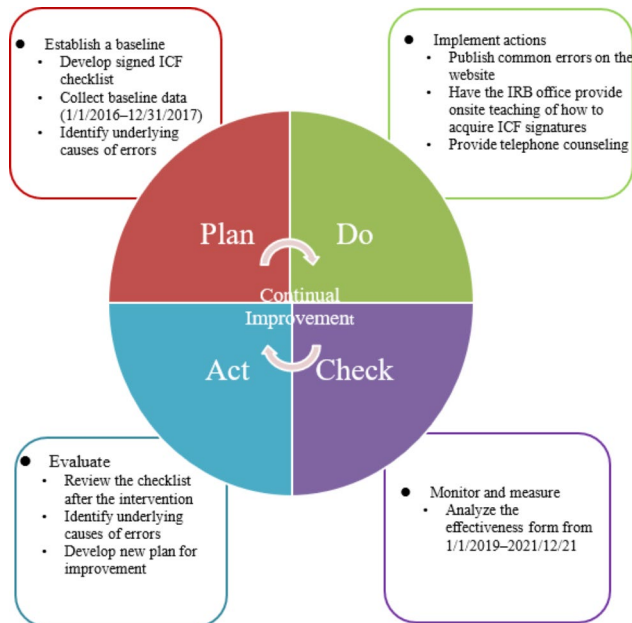 ● Establish a baseline
• Develop signed ICF
checklist
• Collect baseline data
(1/1/2016–12/31/2017)
• Identify underlying
causes of errors
● Implement actions
• Publish common errors on the
website
• Have the IRB office provide
onsite teaching of how to
acquire ICF signatures
• Provide telephone counseling
Plan
Do
Continual
Improvement
Act
Check
● Evaluate
• Review the checklist
after the intervention
• Identify underlying
causes of errors
• Develop new plan for
improvement
● Monitor and measure
• Analyze the
effectiveness form from
1/1/2019–2021/12/21